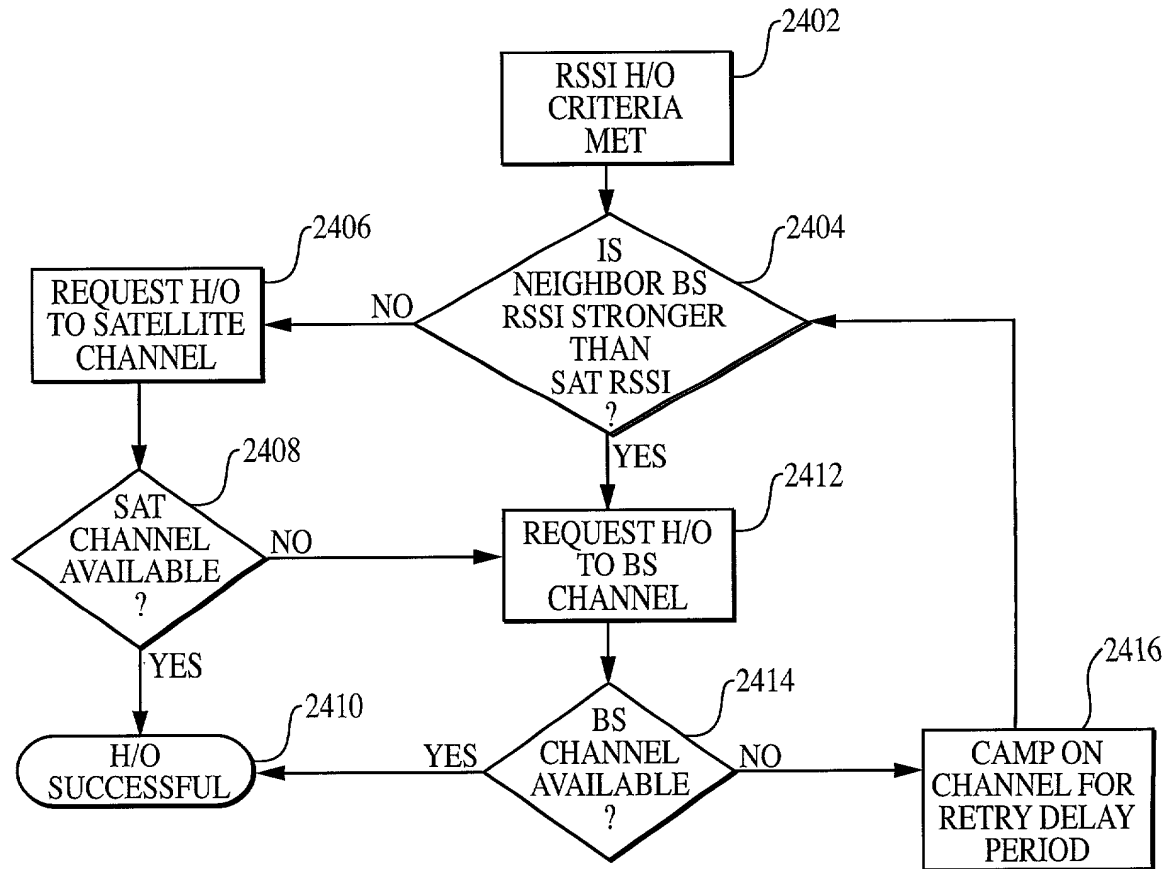 2402
RSSI H/O
CRITERIA
MET
2404
IS
NEIGHBOR BS
RSSI STRONGER
THAN
SAT RSSI
?
NO
YES
2406
REQUEST H/O
TO SATELLITE
CHANNEL
2408
SAT
CHANNEL
AVAILABLE
?
NO
YES
2412
REQUEST H/O
TO BS
CHANNEL
2410
H/O
SUCCESSFUL
2414
BS
CHANNEL
AVAILABLE
?
YES
NO
2416
CAMP ON
CHANNEL FOR
RETRY DELAY
PERIOD